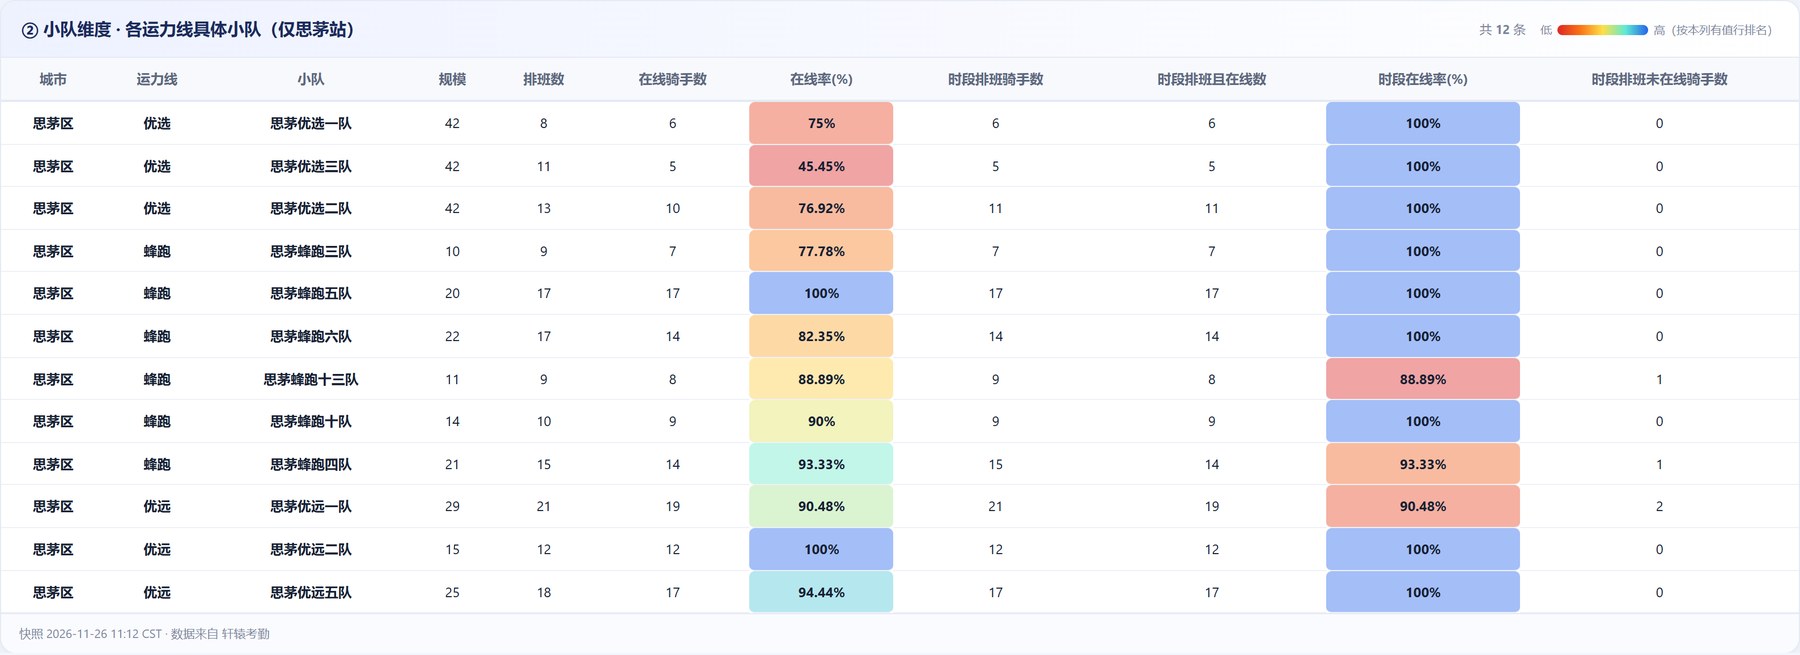 ② 小队维度 · 各运力线具体小队（仅思茅站） 共 12 条 低 高 (按本列有值行排名)
城市 运力线 小队 规模 排班数 在线骑手数 在线率(%) 时段排班骑手数 时段排班且在线数 时段在线率(%) 时段排班未在线骑手数
思茅区 优选 思茅优选一队 42 8 6 75% 6 6 100% 0
思茅区 优选 思茅优选三队 42 11 5 45.45% 5 5 100% 0
思茅区 优选 思茅优选二队 42 13 10 76.92% 11 11 100% 0
思茅区 蜂跑 思茅蜂跑三队 10 9 7 77.78% 7 7 100% 0
思茅区 蜂跑 思茅蜂跑五队 20 17 17 100% 17 17 100% 0
思茅区 蜂跑 思茅蜂跑六队 22 17 14 82.35% 14 14 100% 0
思茅区 蜂跑 思茅蜂跑十三队 11 9 8 88.89% 9 8 88.89% 1
思茅区 蜂跑 思茅蜂跑十队 14 10 9 90% 9 9 100% 0
思茅区 蜂跑 思茅蜂跑四队 21 15 14 93.33% 15 14 93.33% 1
思茅区 优远 思茅优远一队 29 21 19 90.48% 21 19 90.48% 2
思茅区 优远 思茅优远二队 15 12 12 100% 12 12 100% 0
思茅区 优远 思茅优远五队 25 18 17 94.44% 17 17 100% 0
快照 2026-11-26 11:12 CST · 数据来自 轩辕考勤